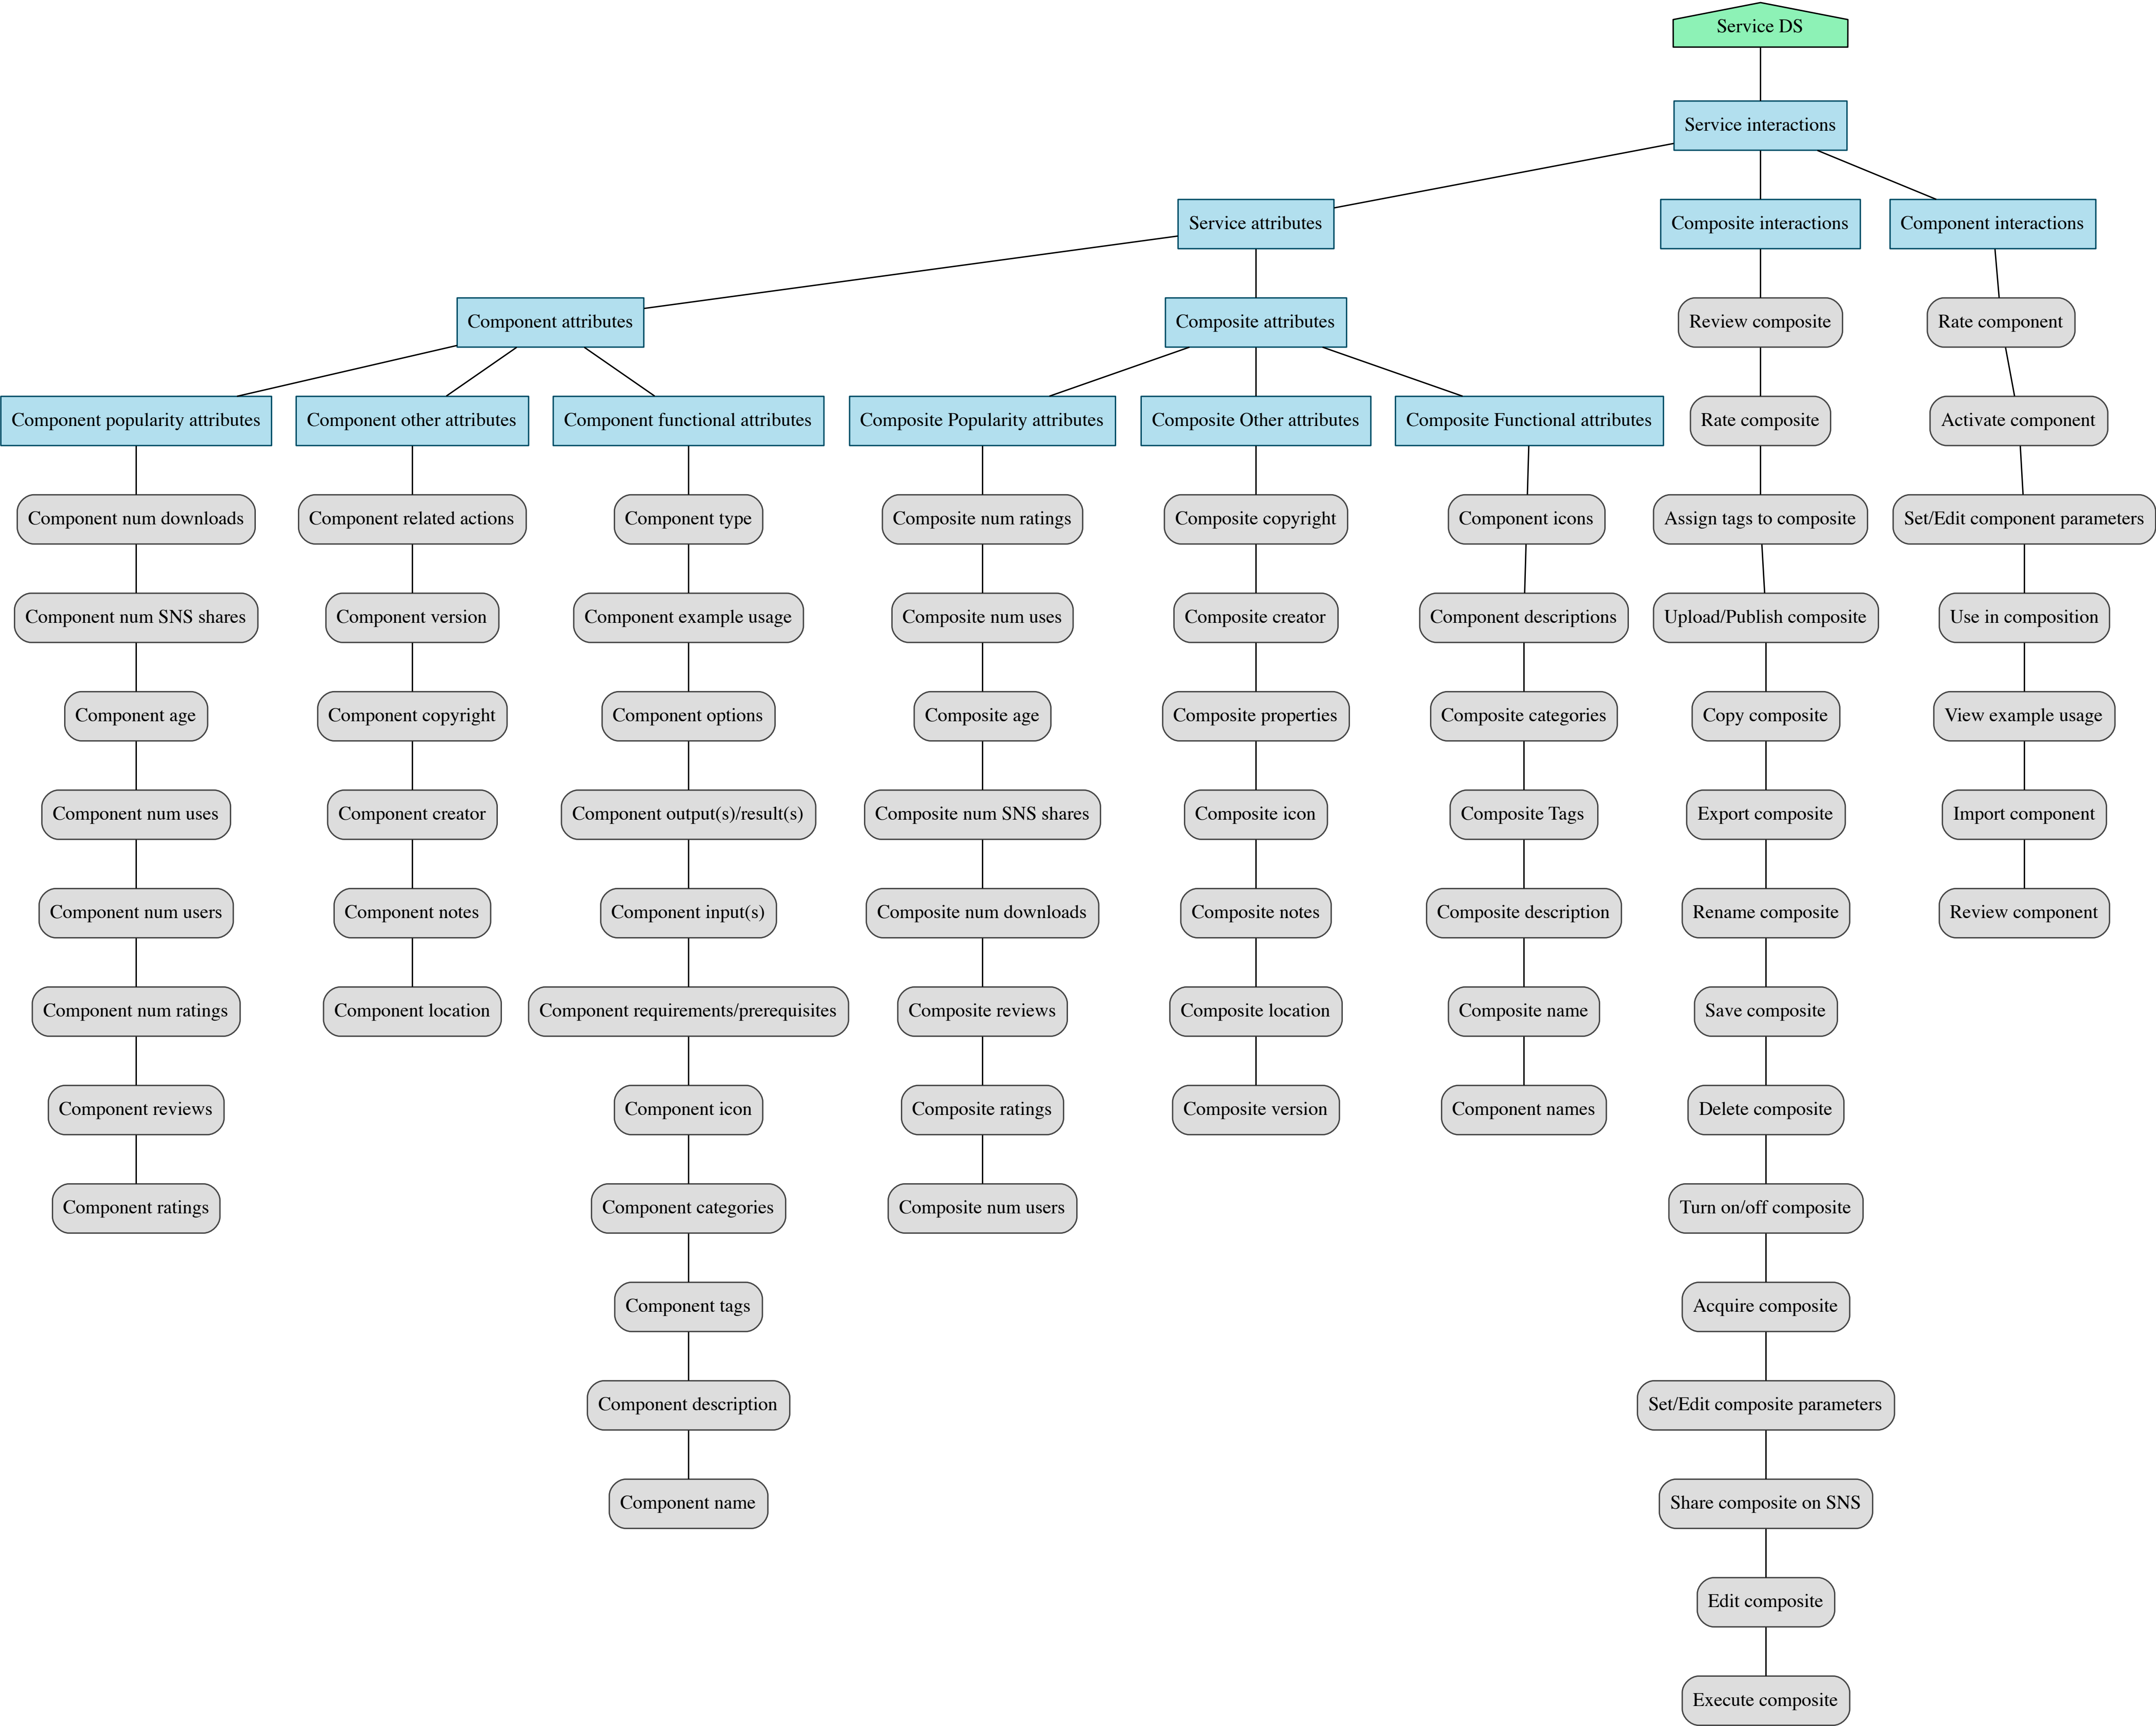 Service DS
Service interactions
Service attributes
Composite interactions
Component interactions
Component attributes
Composite attributes
Review composite
Rate component
Component popularity attributes
Component other attributes
Component functional attributes
Composite Popularity attributes
Composite Other attributes
Composite Functional attributes
Rate composite
Activate component
Component num downloads
Component related actions
Component type
Composite num ratings
Composite copyright
Component icons
Assign tags to composite
Set/Edit component parameters
Component num SNS shares
Component version
Component example usage
Composite num uses
Composite creator
Component descriptions
Upload/Publish composite
Use in composition
Component age
Component copyright
Component options
Composite age
Composite properties
Composite categories
Copy composite
View example usage
Component num uses
Component creator
Component output(s)/result(s)
Composite num SNS shares
Composite icon
Composite Tags
Export composite
Import component
Component num users
Component notes
Component input(s)
Composite num downloads
Composite notes
Composite description
Rename composite
Review component
Component num ratings
Component location
Component requirements/prerequisites
Composite reviews
Composite location
Composite name
Save composite
Component reviews
Component icon
Composite ratings
Composite version
Component names
Delete composite
Component ratings
Component categories
Composite num users
Turn on/off composite
Component tags
Acquire composite
Component description
Set/Edit composite parameters
Component name
Share composite on SNS
Edit composite
Execute composite